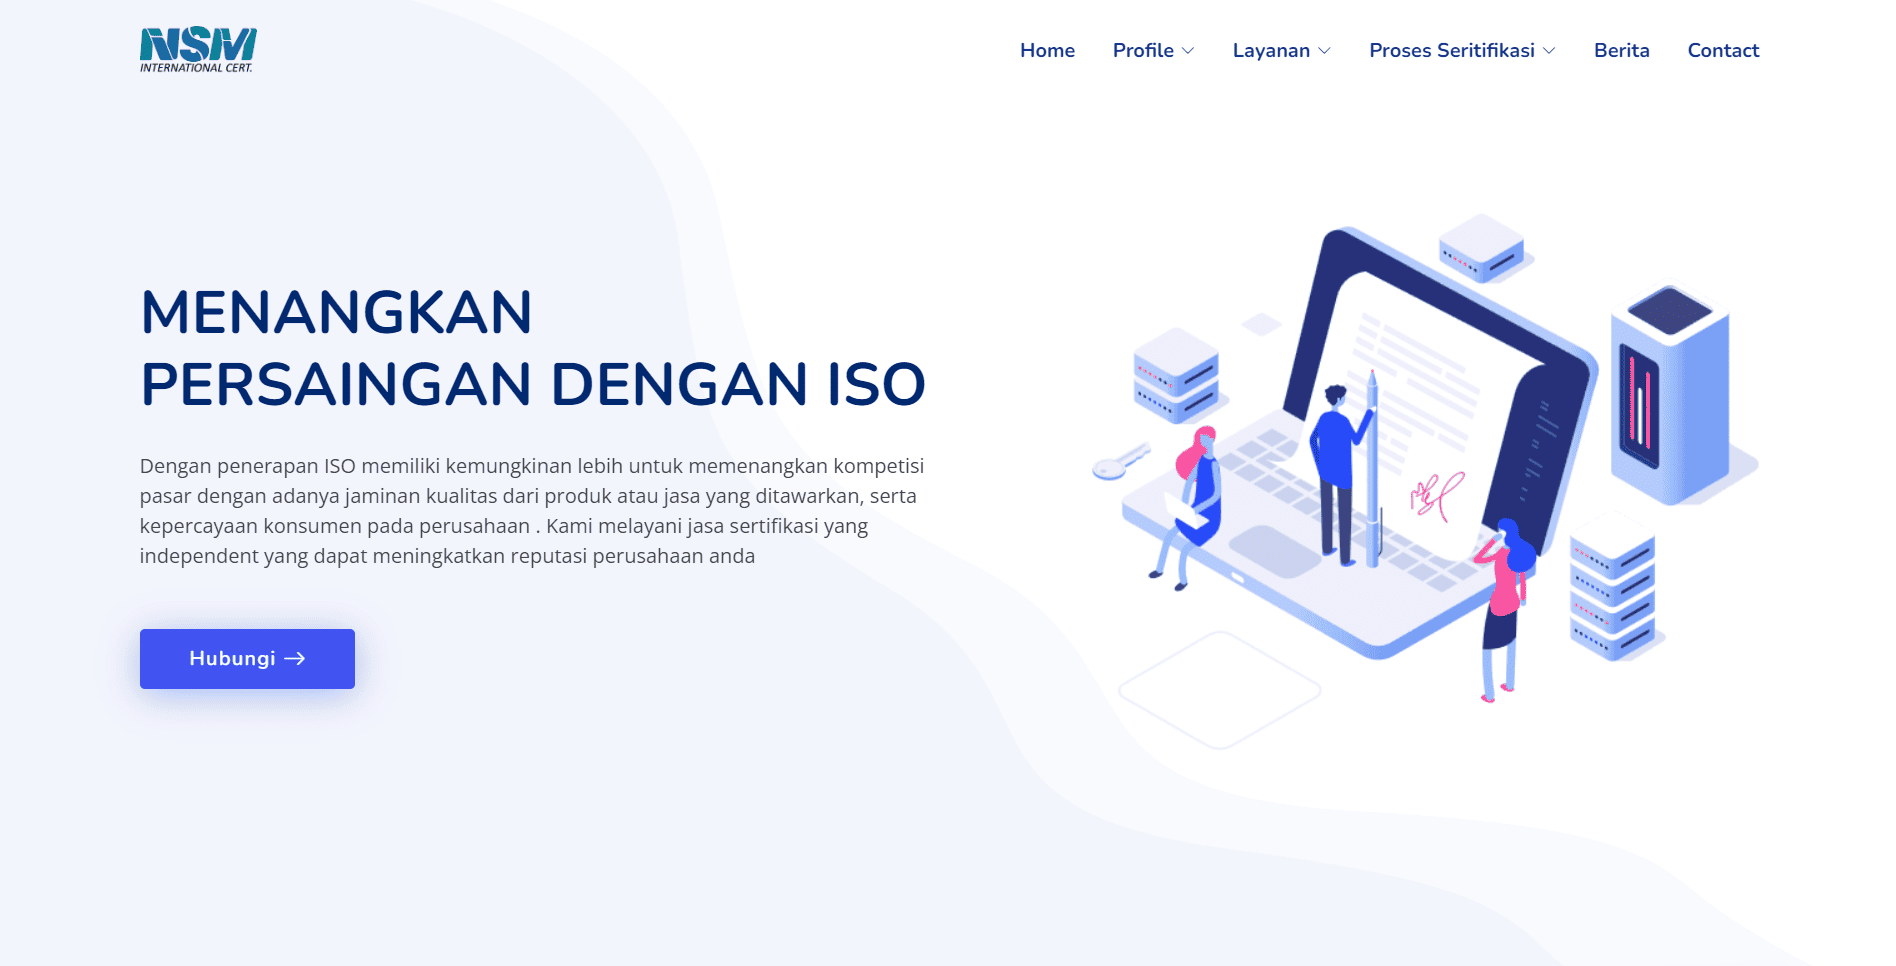 NSM
INTERNATIONAL CERT.
Home Profile Layanan Proses Seritifikasi Berita Contact
MENANGKAN
PERSAINGAN DENGAN ISO
Dengan penerapan ISO memiliki kemungkinan lebih untuk memenangkan kompetisi
pasar dengan adanya jaminan kualitas dari produk atau jasa yang ditawarkan, serta
kepercayaan konsumen pada perusahaan . Kami melayani jasa sertifikasi yang
independent yang dapat meningkatkan reputasi perusahaan anda
Hubungi →